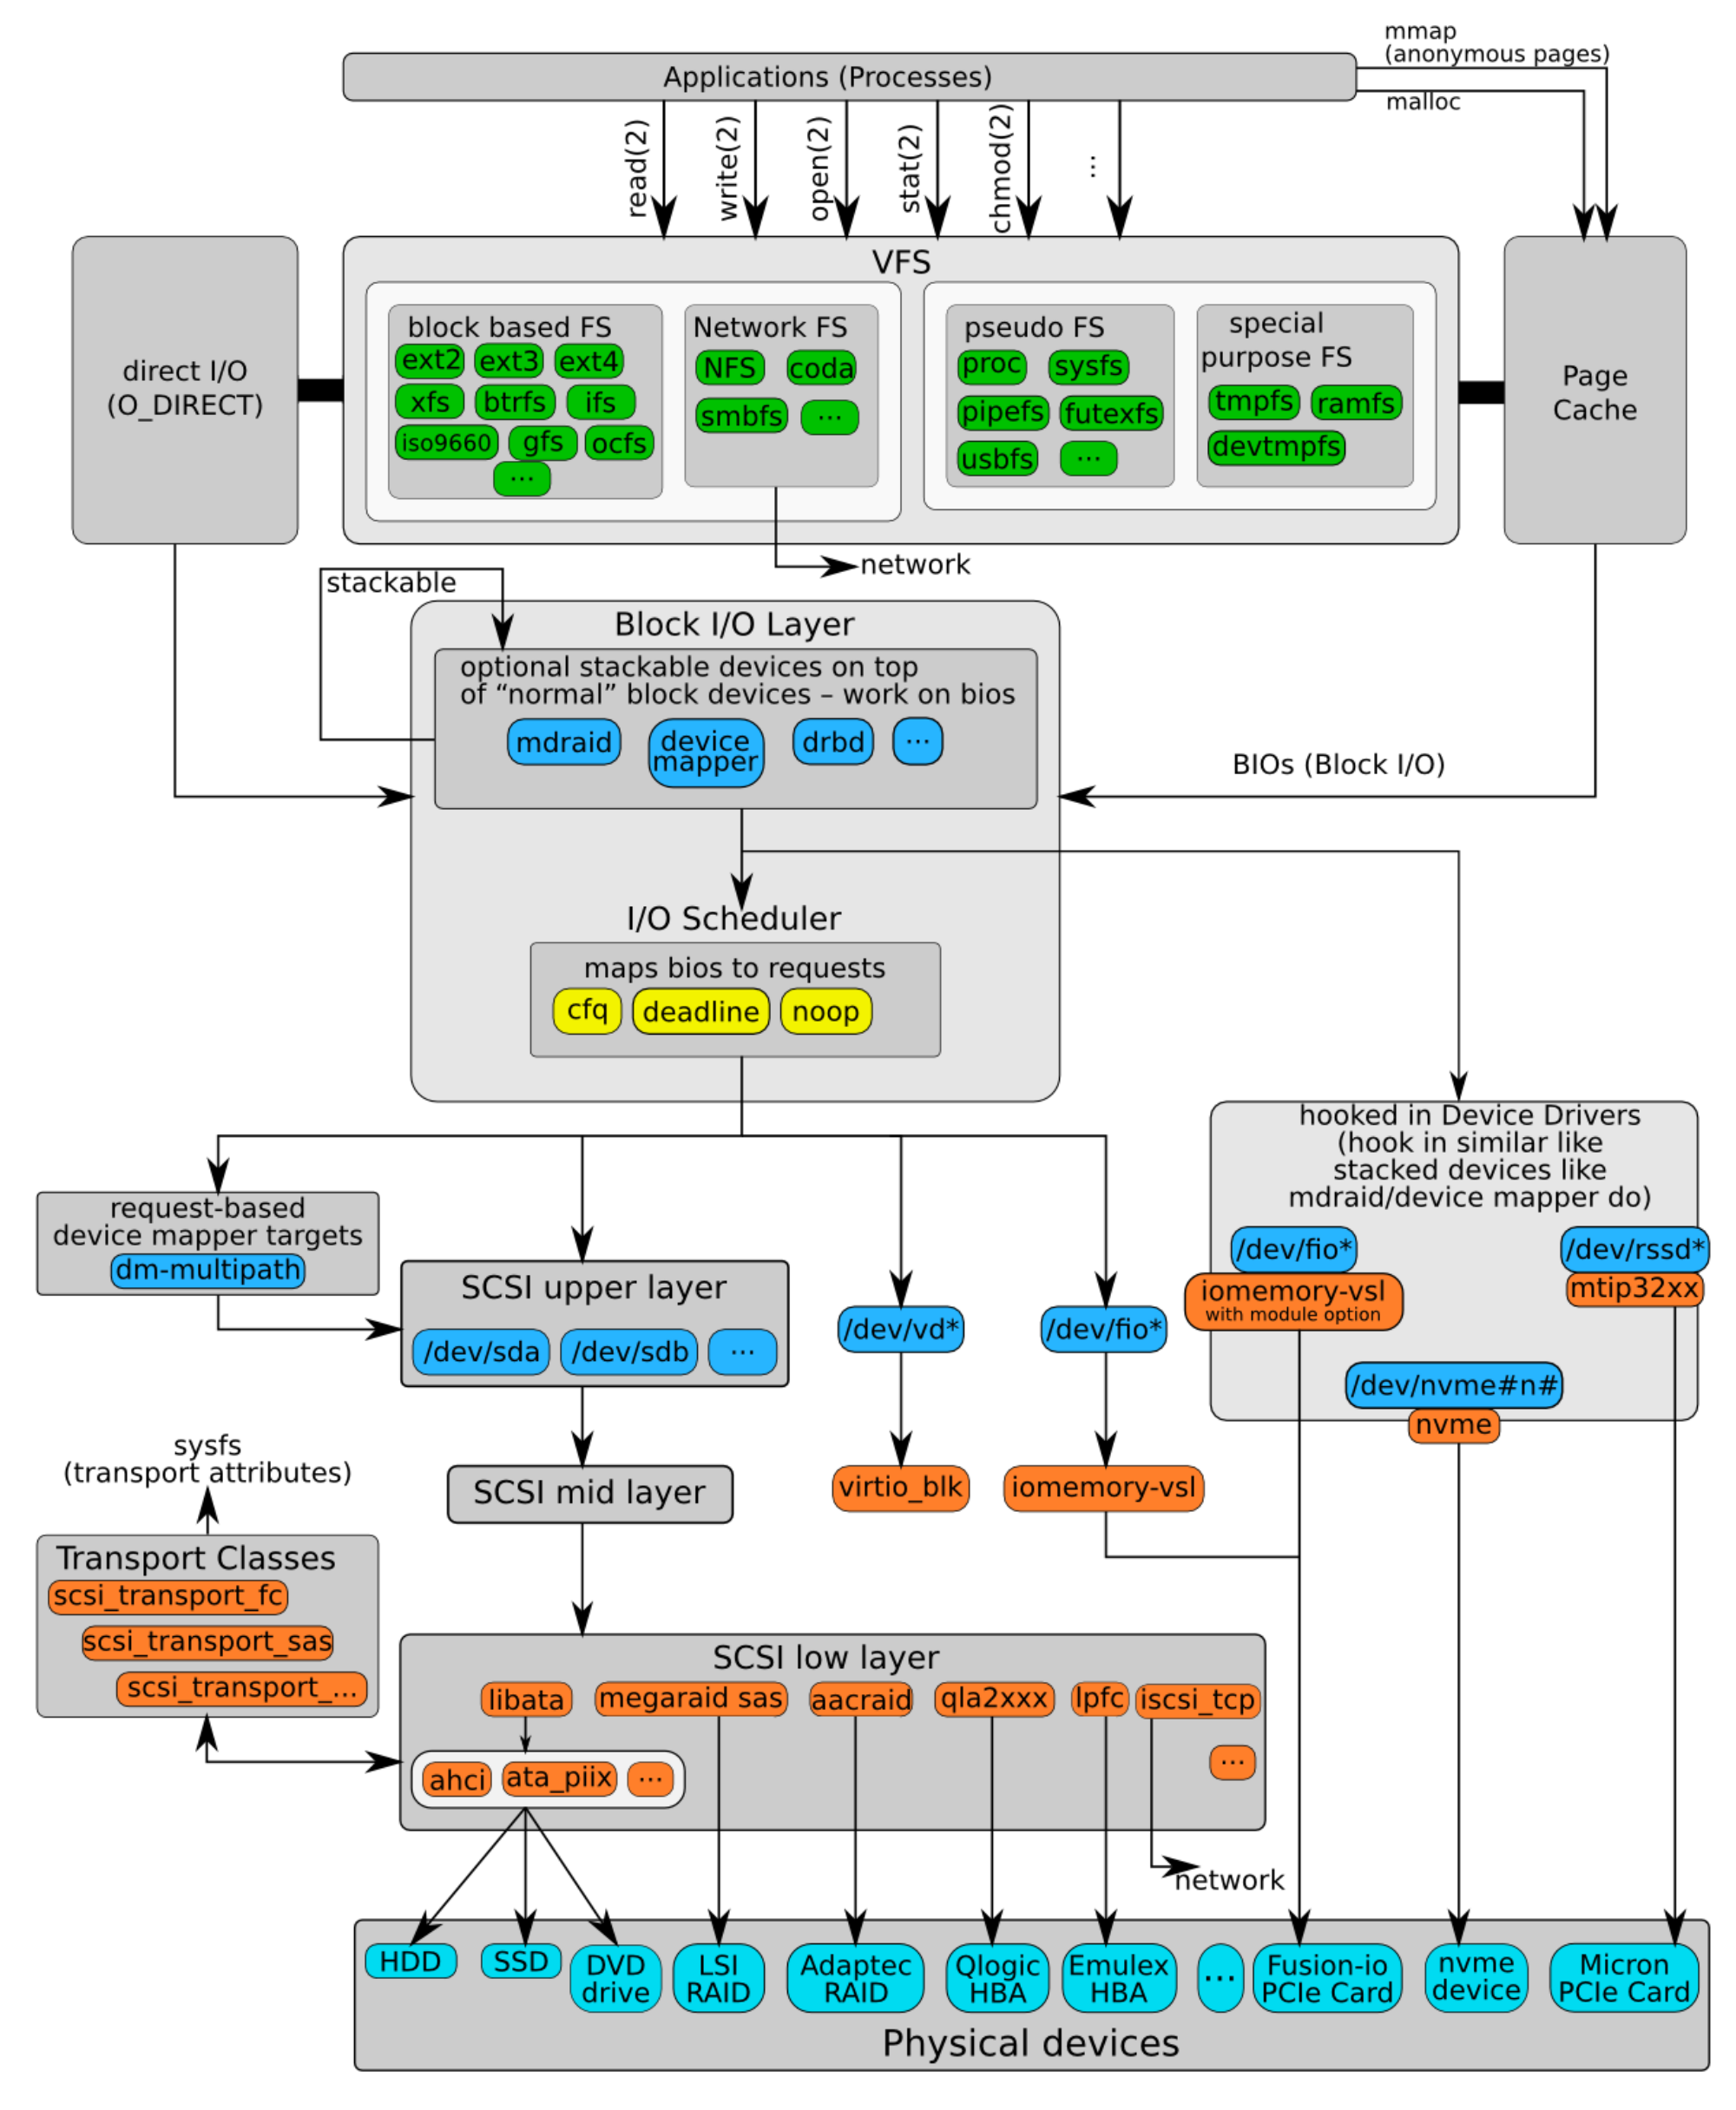 mmap
(anonymous pages)
Applications (Processes)
malloc
read(2)
write(2)
open(2)
stat(2)
chmod(2)
...
VFS
direct I/O
(O_DIRECT)
block based FS
ext2 ext3 ext4
xfs btrfs ifs
iso9660 gfs ocfs
...
Network FS
NFS coda
smbfs ...
pseudo FS
proc sysfs
pipefs futexfs
usbfs ...
special
purpose FS
tmpfs ramfs
devtmpfs
Page
Cache
network
stackable
Block I/O Layer
optional stackable devices on top
of “normal” block devices – work on bios
mdraid
device
mapper
drbd
...
BIOs (Block I/O)
I/O Scheduler
maps bios to requests
cfq deadline noop
hooked in Device Drivers
(hook in similar like
stacked devices like
mdraid/device mapper do)
/dev/fio*
iomemory-vsl
with module option
/dev/rssd*
mtip32xx
/dev/nvme#n#
nvme
request-based
device mapper targets
dm-multipath
SCSI upper layer
/dev/sda /dev/sdb ...
/dev/vd*
/dev/fio*
sysfs
(transport attributes)
SCSI mid layer
virtio_blk
iomemory-vsl
Transport Classes
scsi_transport_fc
scsi_transport_sas
scsi_transport_...
SCSI low layer
libata megaraid sas aacraid qla2xxx lpfc iscsi_tcp
ahci ata_piix ...
...
network
HDD
SSD
DVD
drive
LSI
RAID
Adaptec
RAID
Qlogic
HBA
Emulex
HBA
...
Fusion-io
PCIe Card
nvme
device
Micron
PCIe Card
Physical devices